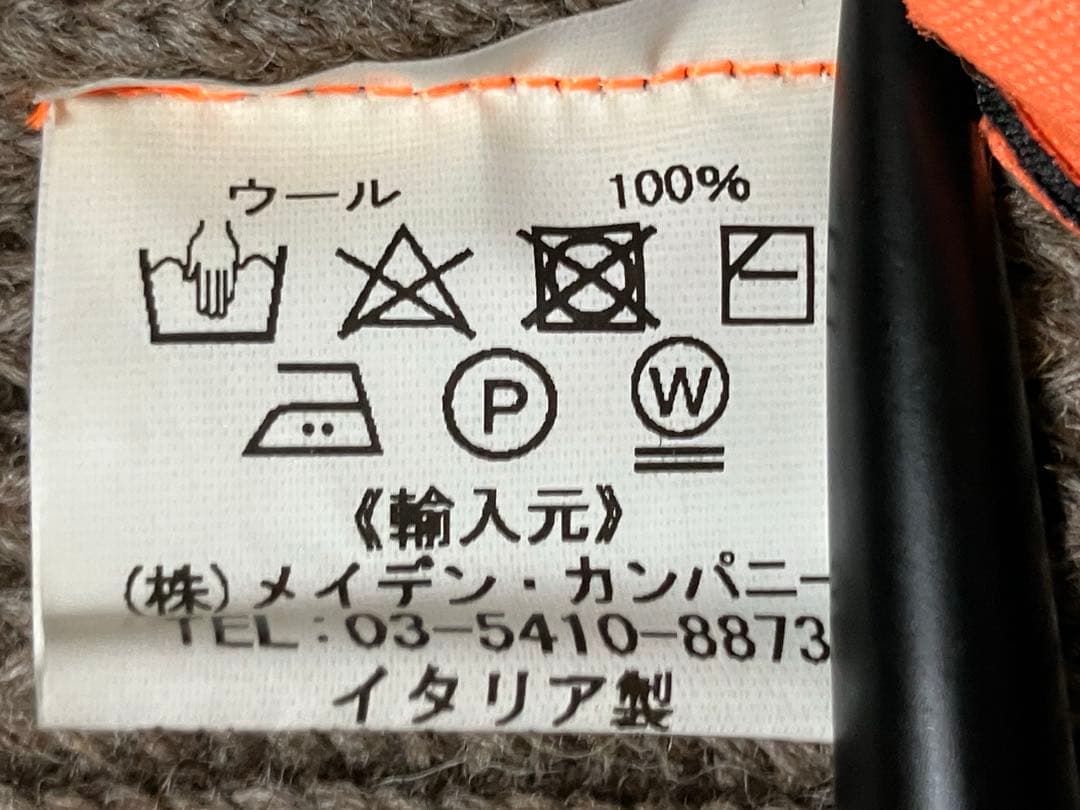 ウール 100%
P W
《輸入元》
(株)メイデン・カンパニー
TEL:03-5410-8873
イタリア製